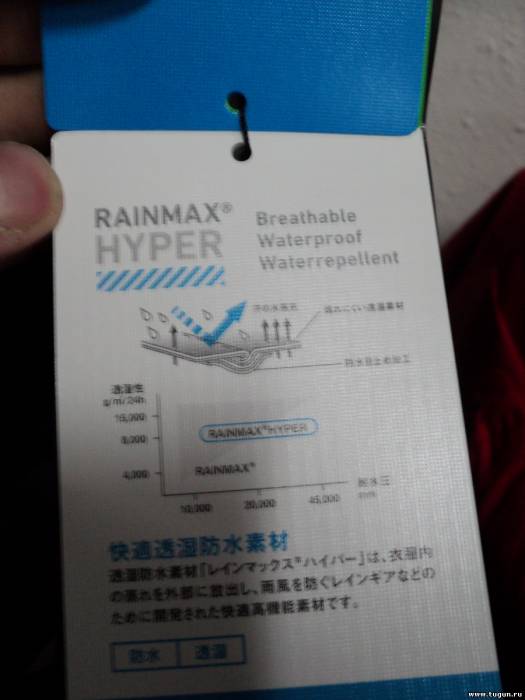 RAINMAX®
HYPER
Breathable
Waterproof
Waterrepellent
汗の水蒸気
濡れにくい透湿素材
防水目止め加工
透湿性
g/m/24h
8,000
4,000
RAINMAX®HYPER
RAINMAX®
耐水圧
mm
10,000
20,000
45,000
快適透湿防水素材
透湿防水素材「レインマックス®ハイパー」は、衣服内
の蒸れを外部に放出し、雨風を防ぐレインギアなどの
ために開発された快適高機能素材です。
防水
透湿
www.tugun.ru